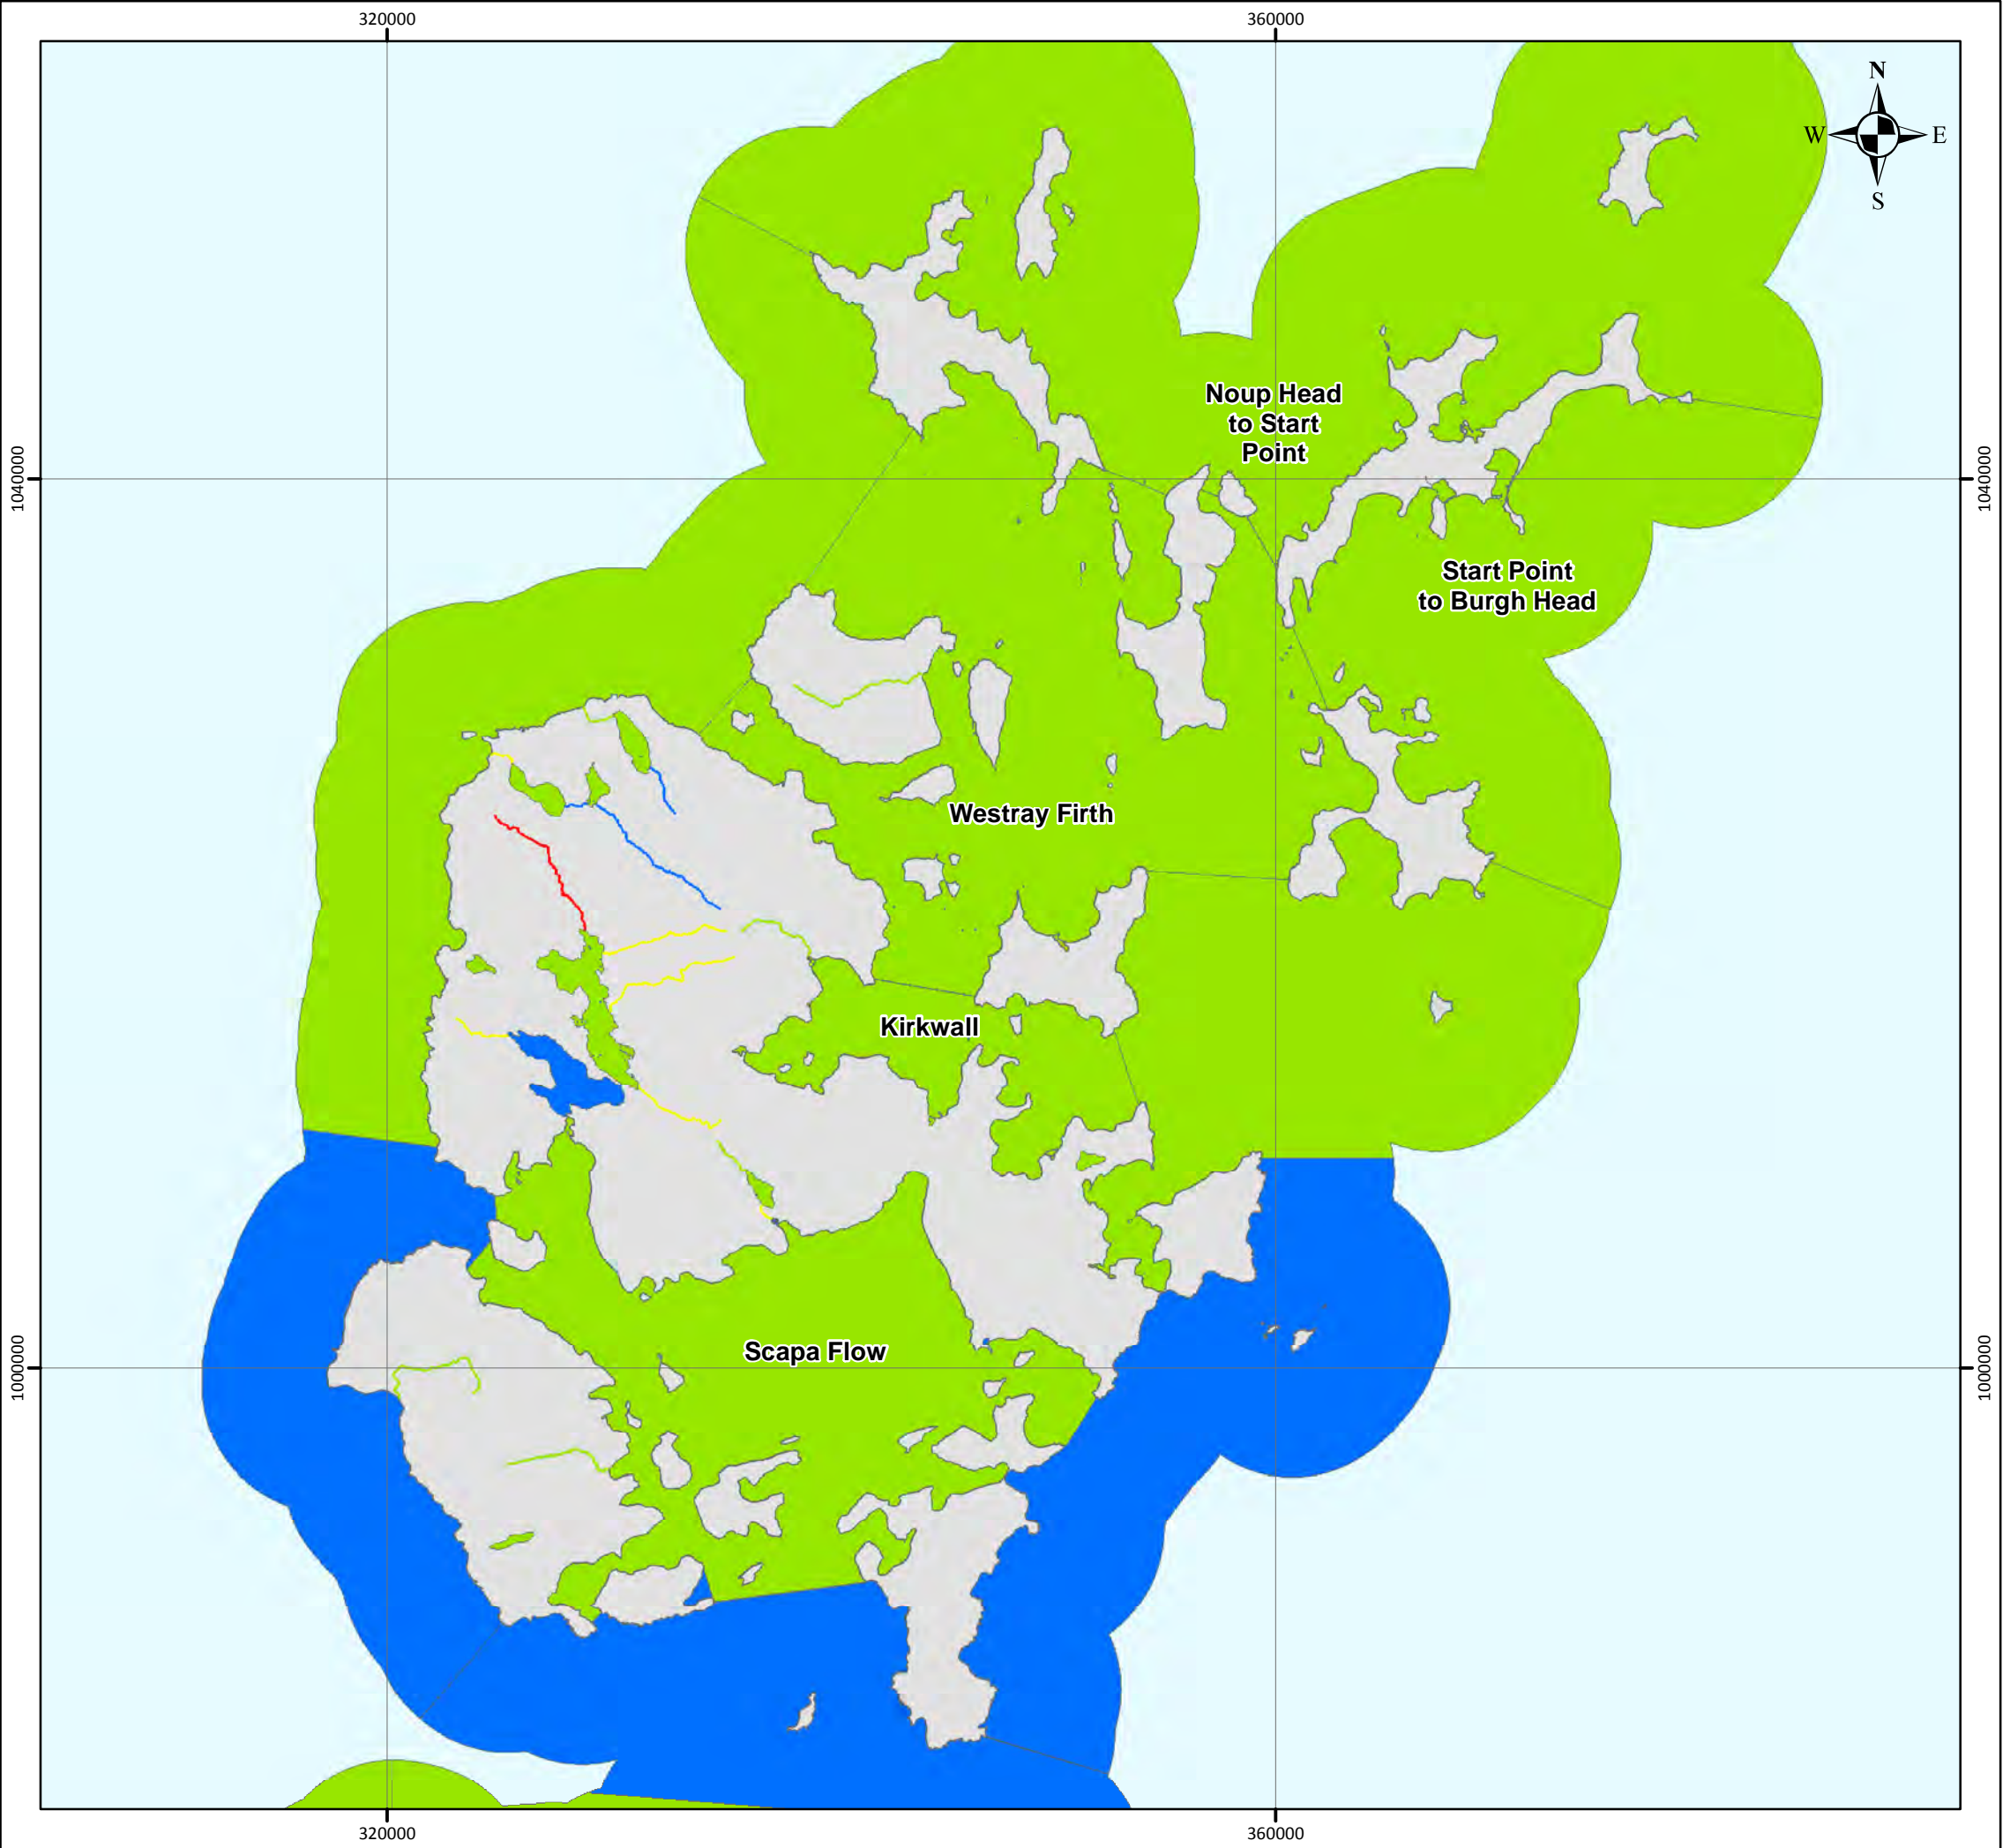 320000
360000
N
W
E
S
Noup Head
to Start
Point
1040000
1040000
Start Point
to Burgh Head
Westray Firth
Kirkwall
Scapa Flow
1000000
1000000
320000
360000